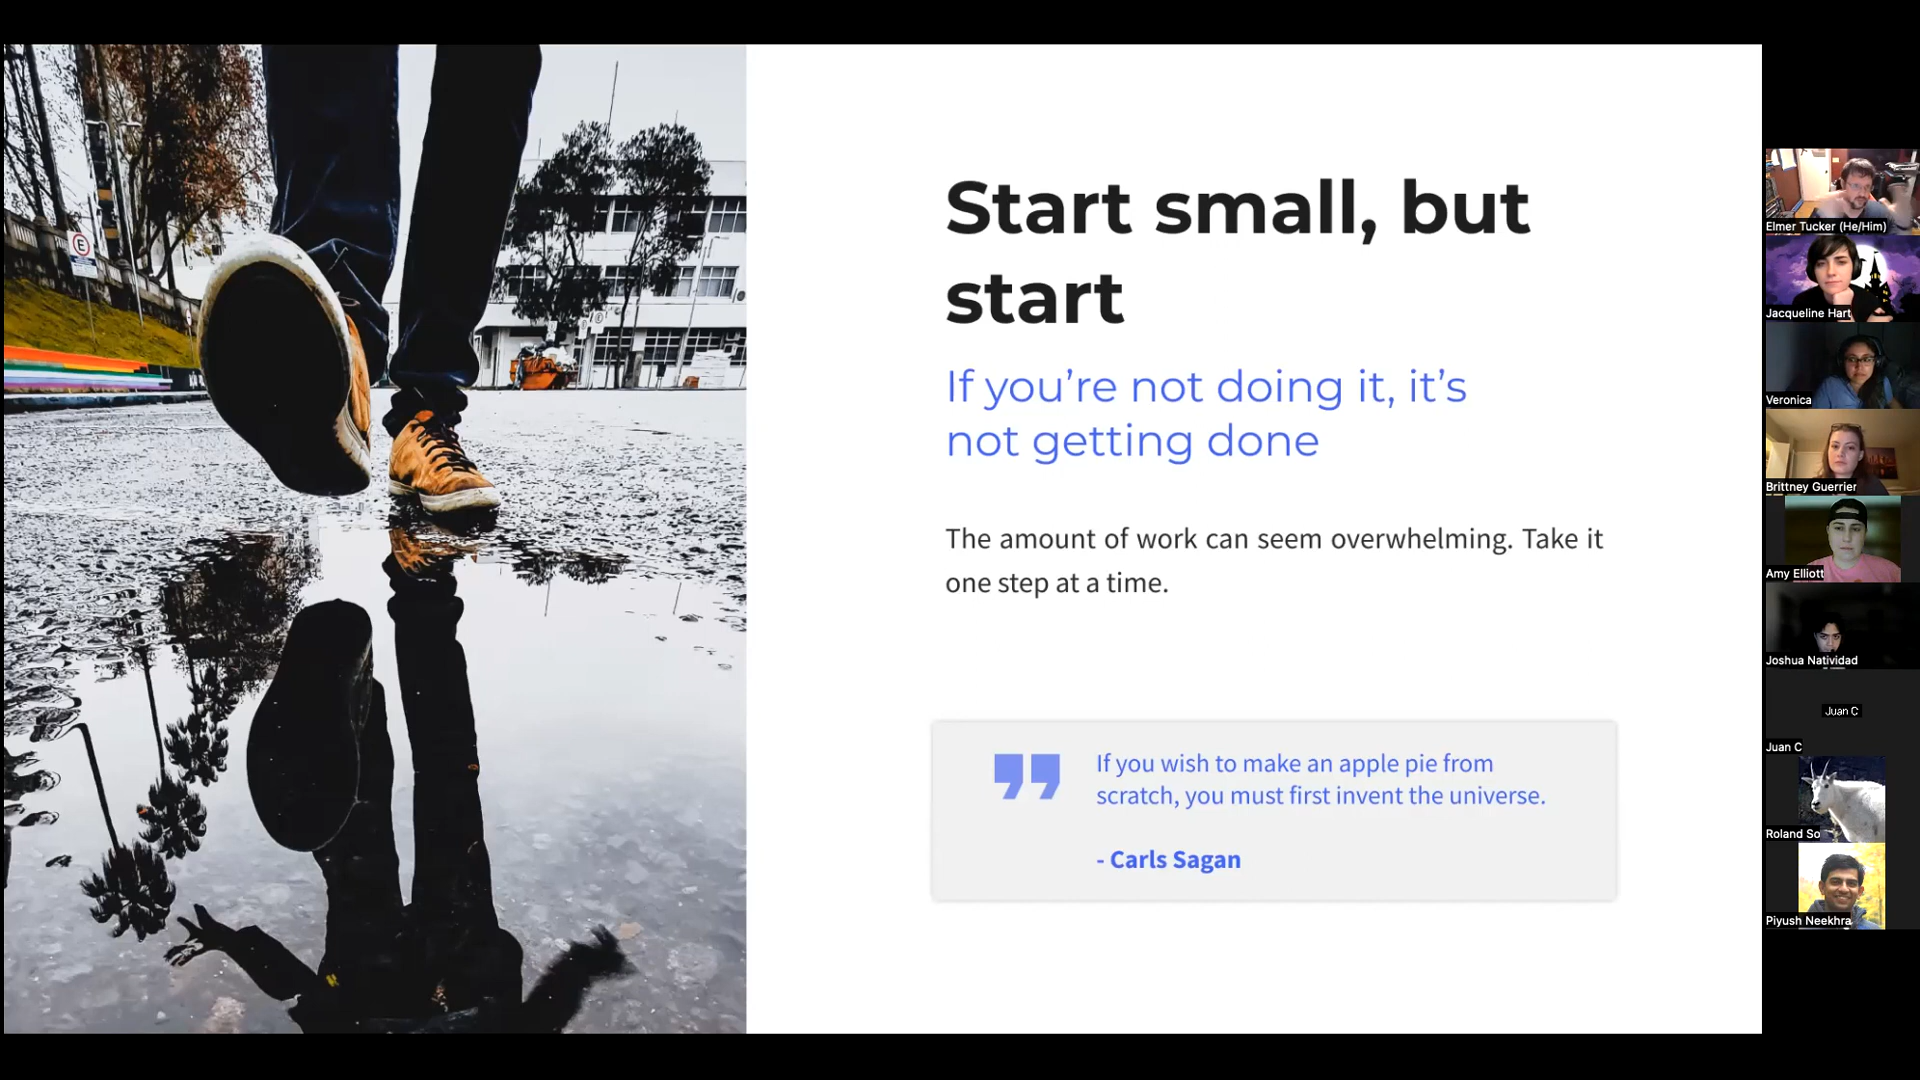 Start small, but
start
If you’re not doing it, it’s
not getting done
The amount of work can seem overwhelming. Take it
one step at a time.
If you wish to make an apple pie from
scratch, you must first invent the universe.
- Carls Sagan
E
Elmer Tucker (He/Him)
Jacqueline Hart
Veronica
Brittney Guerrier
Amy Elliott
Joshua Natividad
Juan C
Juan C
Roland So
Piyush Neekhra